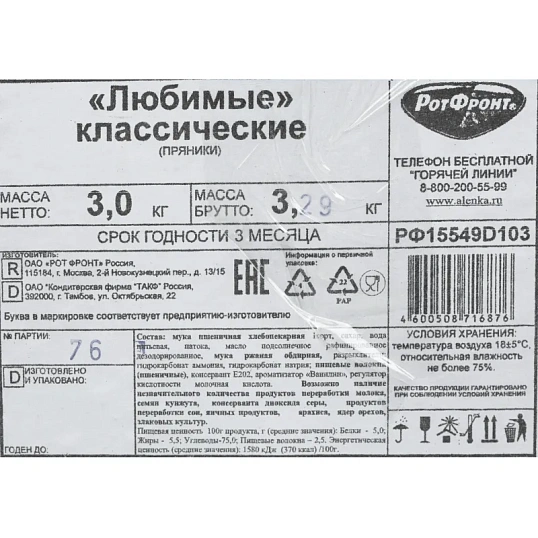 «Любимые»
классические
(ПРЯНИКИ)
РотФронт®
ТЕЛЕФОН БЕСПЛАТНОЙ
"ГОРЯЧЕЙ ЛИНИИ"
8-800-200-55-99
www.alenka.ru
МАССА НЕТТО: 3,0 КГ
МАССА БРУТТО: 3,29 КГ
СРОК ГОДНОСТИ 3 МЕСЯЦА
РФ15549D103
ИЗГОТОВИТЕЛЬ:
R ОАО «РОТ ФРОНТ» Россия,
115184, г. Москва, 2-й Новокузнецкий пер., д. 13/15
D ОАО "Кондитерская фирма "ТАКФ" Россия,
392000, г. Тамбов, ул. Октябрьская, 22
Буква в маркировке соответствует предприятию-изготовителю
EAC
Информация о первичной
упаковке:
22
PAP
4600508716876
№ ПАРТИИ:
76
D ИЗГОТОВЛЕНО
И УПАКОВАНО:
ГОДЕН ДО:
Состав: мука пшеничная хлебопекарная сорт, вода
питьевая, патока, масло подсолнечное рафинированное
дезодорированное, мука ржаная обдирная,
гидрокарбонат аммония, гидрокарбонат натрия; пищевые волокна
(пшеничные), консервант Е202, ароматизатор «Ванилин», регулятор
кислотности молочная кислота. Возможно наличие
незначительного количества продуктов переработки молока,
семян кунжута, консерванта диоксида серы, продуктов
переработки сои, яичных продуктов, арахиса, ядер орехов,
злаковых культур.
Пищевая ценность 100г продукта, г (средние значения): Белки - 5,0;
Жиры - 5,5; Углеводы-75,0; Пищевые волокна – 2,5. Энергетическая
ценность (средние значения): 1580 кДж (370 ккал) /100г.
УСЛОВИЯ ХРАНЕНИЯ:
температура воздуха 18±5°С,
относительная влажность
не более 75%.
КАЧЕСТВО ПРОДУКЦИИ ГАРАНТИРОВАНО
ПРИ СОБЛЮДЕНИИ УСЛОВИЙ ХРАНЕНИЯ